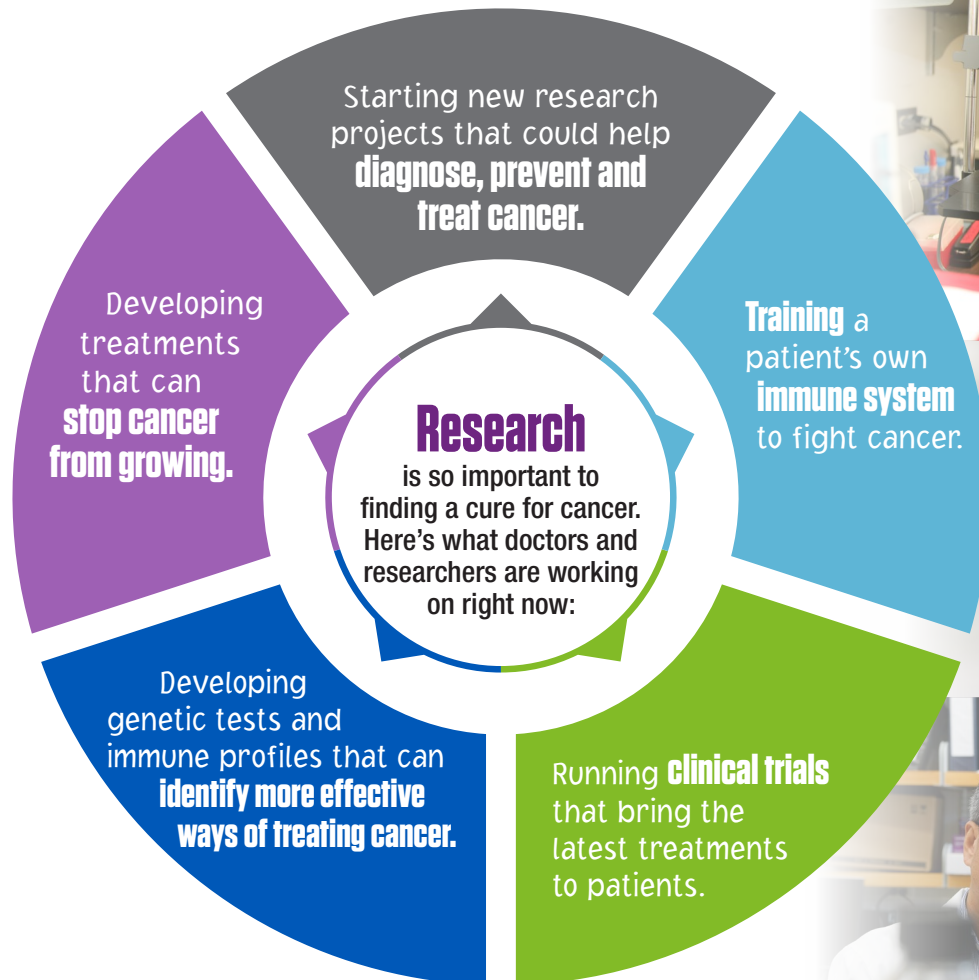 Research
is so important to
finding a cure for cancer.
Here's what doctors and
researchers are working
on right now:
Starting new research
projects that could help
diagnose, prevent and
treat cancer.
Training a
patient's own
immune system
to fight cancer.
Running clinical trials
that bring the
latest treatments
to patients.
Developing
genetic tests and
immune profiles that can
identify more effective
ways of treating cancer.
Developing
treatments
that can
stop cancer
from growing.